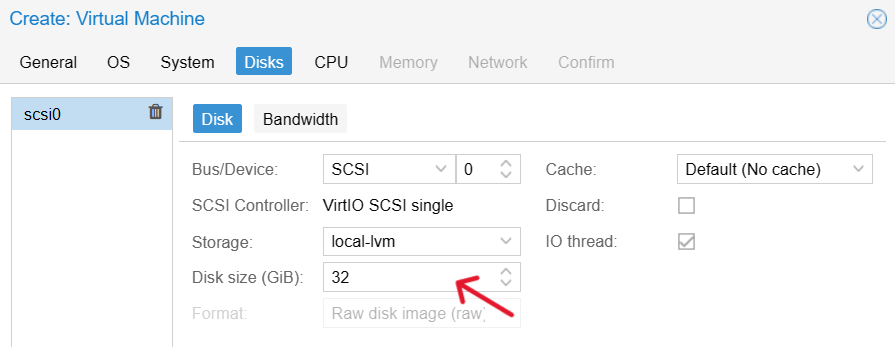 Create: Virtual Machine
General OS System Disks CPU Memory Network Confirm
scsi0
Disk Bandwidth
Bus/Device: SCSI 0 Cache: Default (No cache)
SCSI Controller: VirtIO SCSI single Discard:
Storage: local-lvm IO thread:
Disk size (GiB): 32
Format: Raw disk image (raw)